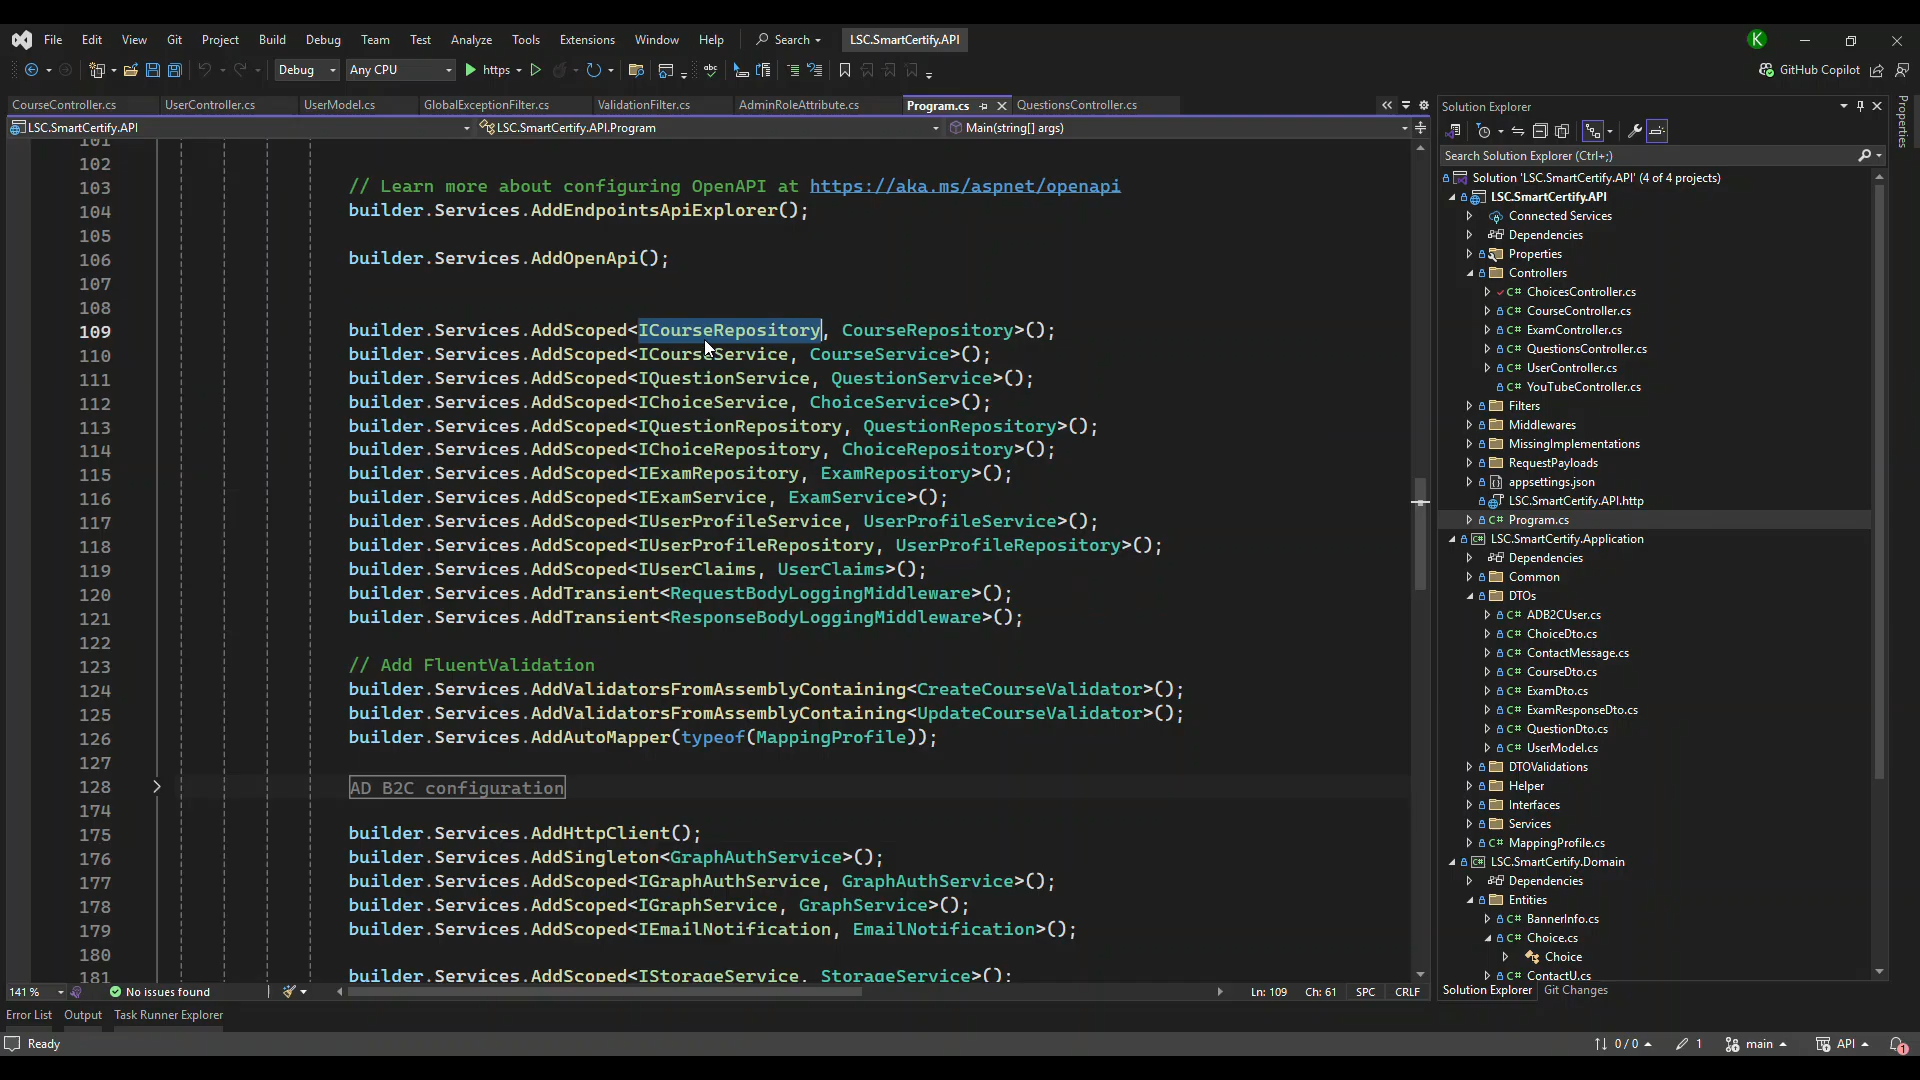 File Edit View Git Project Build Debug Team Test Analyze Tools Extensions Window Help Search LSC.SmartCertify.API K
Debug Any CPU https GitHub Copilot
CourseController.cs UserController.cs UserModel.cs GlobalExceptionFilter.cs ValidationFilter.cs AdminRoleAttribute.cs Program.cs QuestionsController.cs
LSC.SmartCertify.API LSC.SmartCertify.API.Program Main(string[] args)
101
102
103 // Learn more about configuring OpenAPI at https://aka.ms/aspnet/openapi
104 builder.Services.AddEndpointsApiExplorer();
105
106 builder.Services.AddOpenApi();
107
108
109 builder.Services.AddScoped<ICourseRepository, CourseRepository>();
110 builder.Services.AddScoped<ICourseService, CourseService>();
111 builder.Services.AddScoped<IQuestionService, QuestionService>();
112 builder.Services.AddScoped<IChoiceService, ChoiceService>();
113 builder.Services.AddScoped<IQuestionRepository, QuestionRepository>();
114 builder.Services.AddScoped<IChoiceRepository, ChoiceRepository>();
115 builder.Services.AddScoped<IExamRepository, ExamRepository>();
116 builder.Services.AddScoped<IExamService, ExamService>();
117 builder.Services.AddScoped<IUserProfileService, UserProfileService>();
118 builder.Services.AddScoped<IUserProfileRepository, UserProfileRepository>();
119 builder.Services.AddScoped<IUserClaims, UserClaims>();
120 builder.Services.AddTransient<RequestBodyLoggingMiddleware>();
121 builder.Services.AddTransient<ResponseBodyLoggingMiddleware>();
122
123 // Add FluentValidation
124 builder.Services.AddValidatorsFromAssemblyContaining<CreateCourseValidator>();
125 builder.Services.AddValidatorsFromAssemblyContaining<UpdateCourseValidator>();
126 builder.Services.AddAutoMapper(typeof(MappingProfile));
127
128 AD B2C configuration
174
175 builder.Services.AddHttpClient();
176 builder.Services.AddSingleton<GraphAuthService>();
177 builder.Services.AddScoped<IGraphAuthService, GraphAuthService>();
178 builder.Services.AddScoped<IGraphService, GraphService>();
179 builder.Services.AddScoped<IEmailNotification, EmailNotification>();
180
181 builder.Services.AddScoped<IStorageService, StorageService>();
141 % No issues found Ln: 109 Ch: 61 SPC CRLF
Solution Explorer
Search Solution Explorer (Ctrl+;)
Solution 'LSC.SmartCertify.API' (4 of 4 projects)
LSC.SmartCertify.API
Connected Services
Dependencies
Properties
Controllers
C# ChoicesController.cs
C# CourseController.cs
C# ExamController.cs
C# QuestionsController.cs
C# UserController.cs
C# YouTubeController.cs
Filters
Middlewares
MissingImplementations
RequestPayloads
appsettings.json
LSC.SmartCertify.API.http
C# Program.cs
C# LSC.SmartCertify.Application
Dependencies
Common
DTOs
C# ADB2CUser.cs
C# ChoiceDto.cs
C# ContactMessage.cs
C# CourseDto.cs
C# ExamDto.cs
C# ExamResponseDto.cs
C# QuestionDto.cs
C# UserModel.cs
DTOValidations
Helper
Interfaces
Services
C# MappingProfile.cs
C# LSC.SmartCertify.Domain
Dependencies
Entities
C# BannerInfo.cs
C# Choice.cs
Choice
C# ContactU.cs
Solution Explorer Git Changes
Properties
Error List Output Task Runner Explorer
Ready 0 / 0 1 main API 1